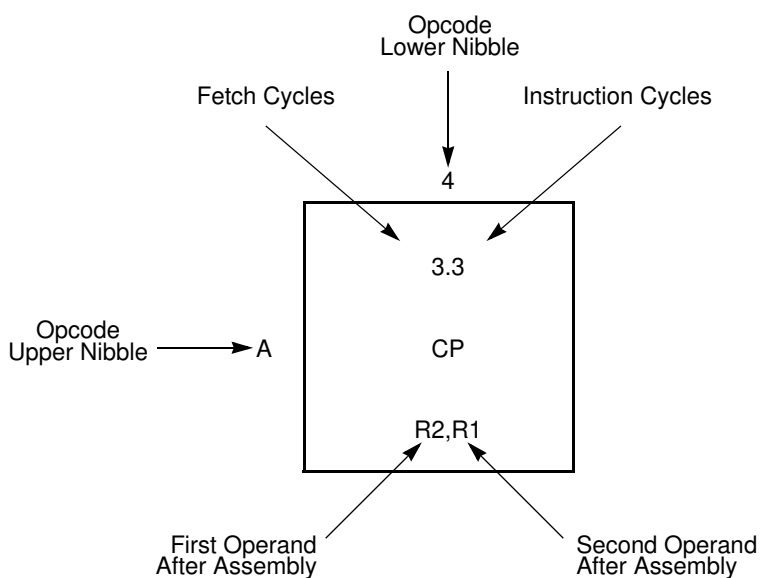 Opcode
Lower Nibble
Fetch Cycles
Instruction Cycles
4
3.3
Opcode
Upper Nibble
A
CP
R2,R1
First Operand
After Assembly
Second Operand
After Assembly